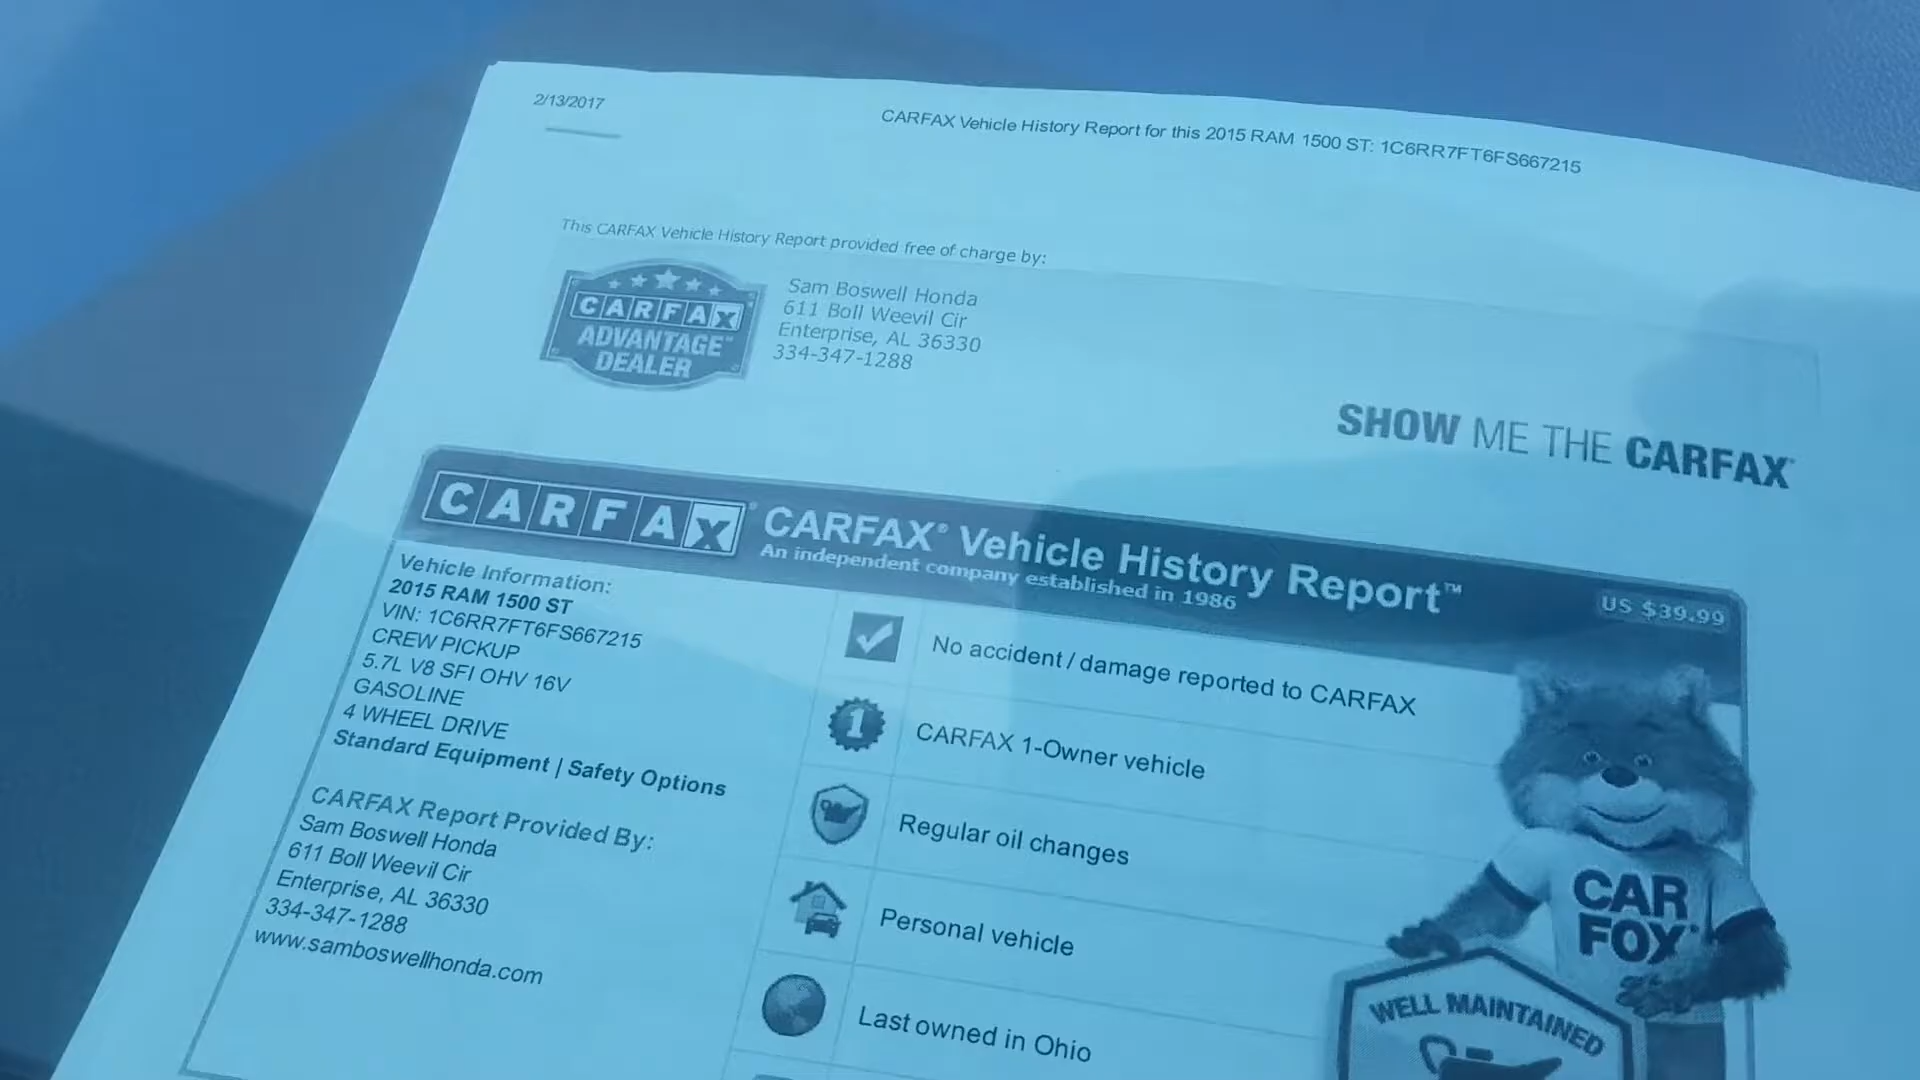 2/13/2017
CARFAX Vehicle History Report for this 2015 RAM 1500 ST: 1C6RR7FT6FS667215
This CARFAX Vehicle History Report provided free of charge by:
CARFAX
ADVANTAGE™
DEALER
Sam Boswell Honda
611 Boll Weevil Cir
Enterprise, AL 36330
334-347-1288
SHOW ME THE CARFAX
CARFAX
CARFAX® Vehicle History Report™
An independent company established in 1986
US $39.99
Vehicle Information:
2015 RAM 1500 ST
VIN: 1C6RR7FT6FS667215
CREW PICKUP
5.7L V8 SFI OHV 16V
GASOLINE
4 WHEEL DRIVE
Standard Equipment | Safety Options
CARFAX Report Provided By:
Sam Boswell Honda
611 Boll Weevil Cir
Enterprise, AL 36330
334-347-1288
www.samboswellhonda.com
No accident / damage reported to CARFAX
1
CARFAX 1-Owner vehicle
Regular oil changes
Personal vehicle
Last owned in Ohio
CAR
FOX
WELL MAINTAINED